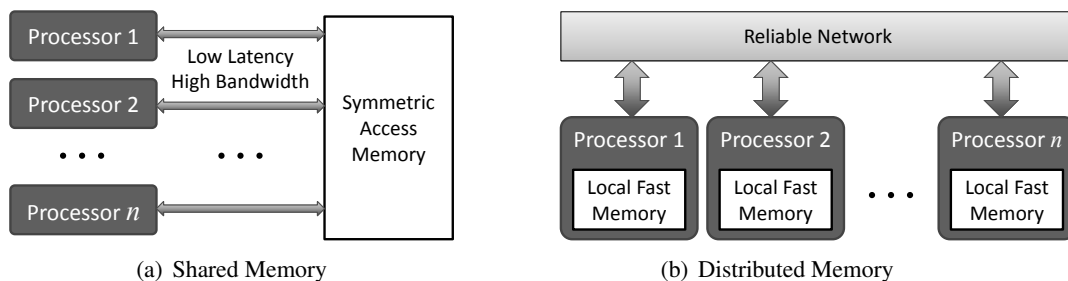 Processor 1
Low Latency
High Bandwidth
Processor 2
Symmetric
Access
Memory
• • •
• • •
Processor n
(a) Shared Memory
Reliable Network
Processor 1
Local Fast
Memory
Processor 2
Local Fast
Memory
• • •
Processor n
Local Fast
Memory
(b) Distributed Memory